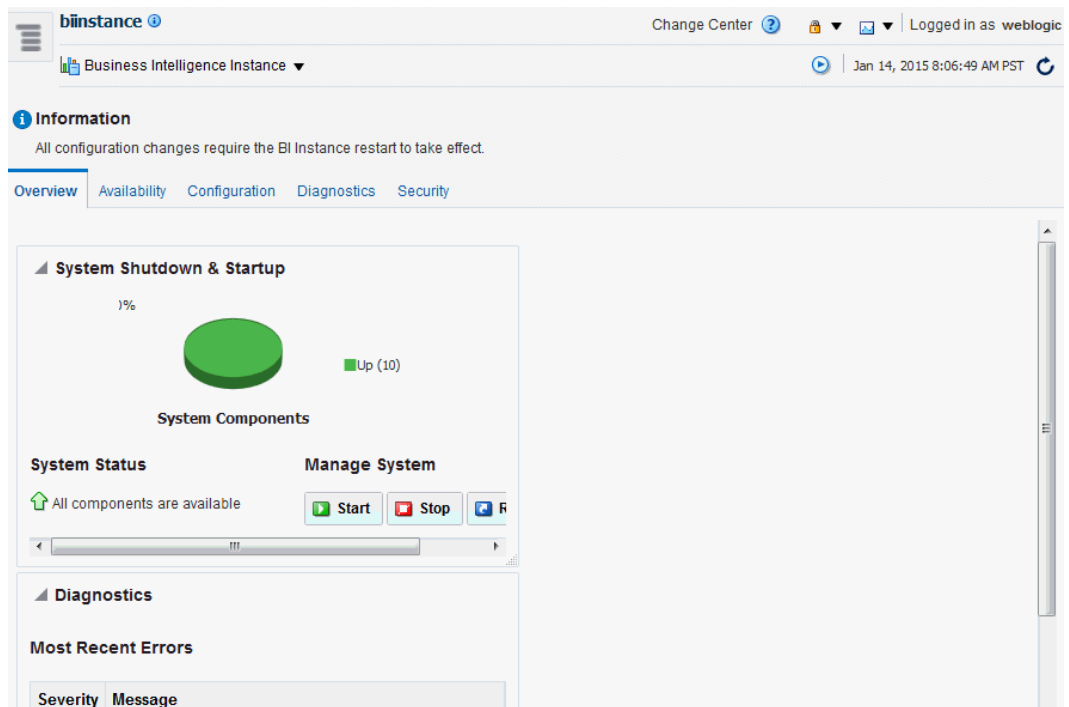 biinstance
Change Center
Logged in as weblogic
Business Intelligence Instance
Jan 14, 2015 8:06:49 AM PST
Information
All configuration changes require the BI Instance restart to take effect.
Overview Availability Configuration Diagnostics Security
System Shutdown & Startup
)%
Up (10)
System Components
System Status
Manage System
All components are available
Start Stop R
Diagnostics
Most Recent Errors
Severity Message